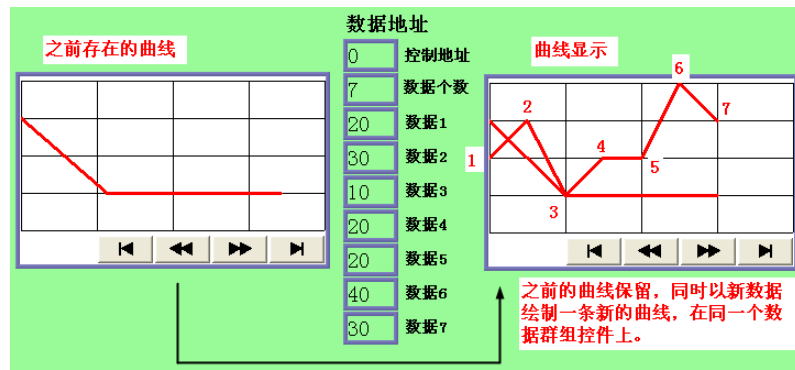 数据地址
之前存在的曲线
0 控制地址
曲线显示
7 数据个数
20 数据1
30 数据2
10 数据3
20 数据4
20 数据5
40 数据6
30 数据7
1
2
3
4
5
6
7
之前的曲线保留，同时以新数据
绘制一条新的曲线，在同一个数
据群组控件上。